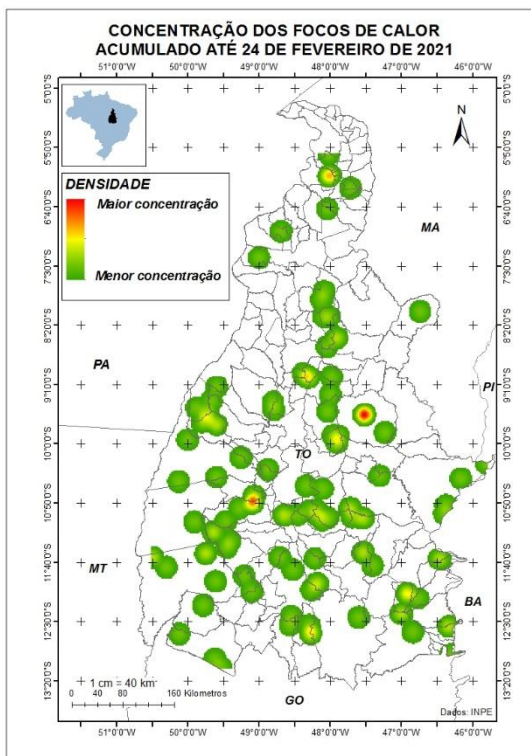 CONCENTRAÇÃO DOS FOCOS DE CALOR
ACUMULADO ATÉ 24 DE FEVEREIRO DE 2021
51°0'0"W 50°0'0"W 49°0'0"W 48°0'0"W 47°0'0"W 46°0'0"W
N
DENSIDADE
Maior concentração
Menor concentração
5°0'0"S
5°50'0"S
6°40'0"S
7°30'0"S
8°20'0"S
9°10'0"S
10°0'0"S
10°50'0"S
11°40'0"S
12°30'0"S
13°20'0"S
MA
PA
PI
TO
MT
BA
GO
5°0'0"S
5°50'0"S
6°40'0"S
7°30'0"S
8°20'0"S
9°10'0"S
10°0'0"S
10°50'0"S
11°40'0"S
12°30'0"S
13°20'0"S
1 cm = 40 km
0 40 80 160 Kilometros
Dados: INPE
51°0'0"W 50°0'0"W 49°0'0"W 48°0'0"W 47°0'0"W 46°0'0"W